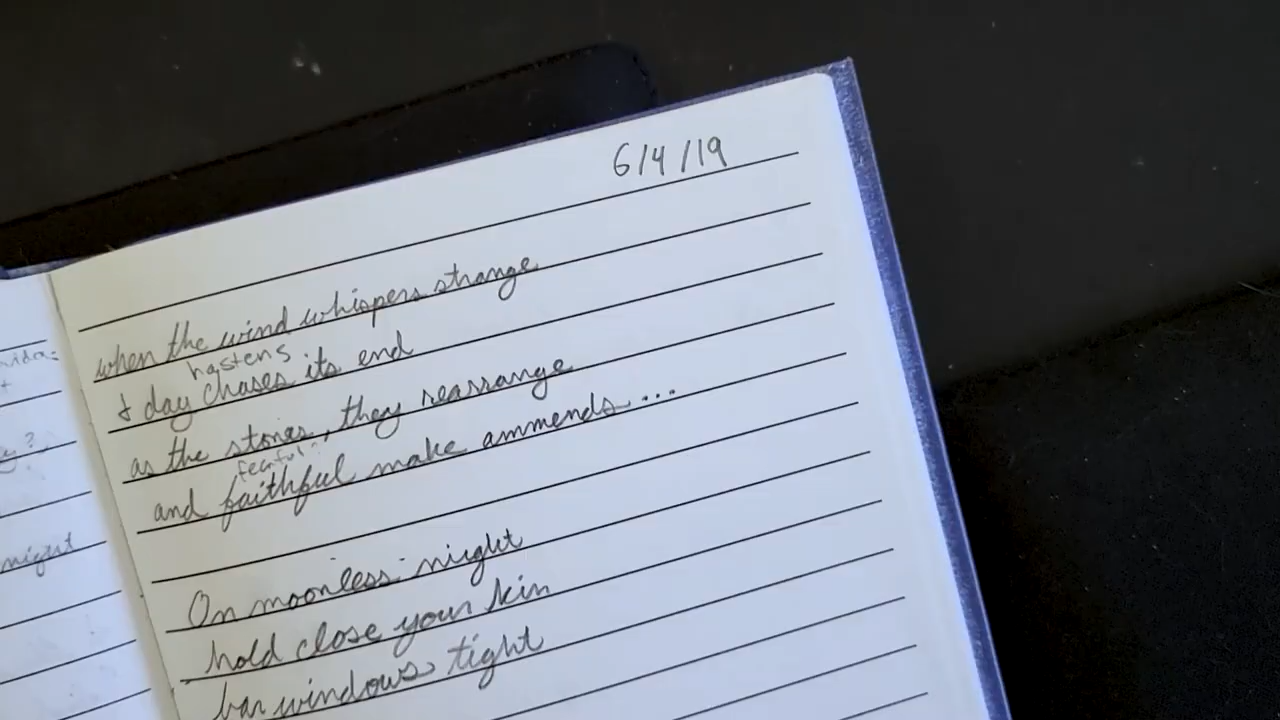 6/4/19
when the wind whispers strange
hastens
& day chases its end
as the stones, they rearrange
fearful
and faithful make ammends...
On moonless night
hold close your kin
bar windows tight
night